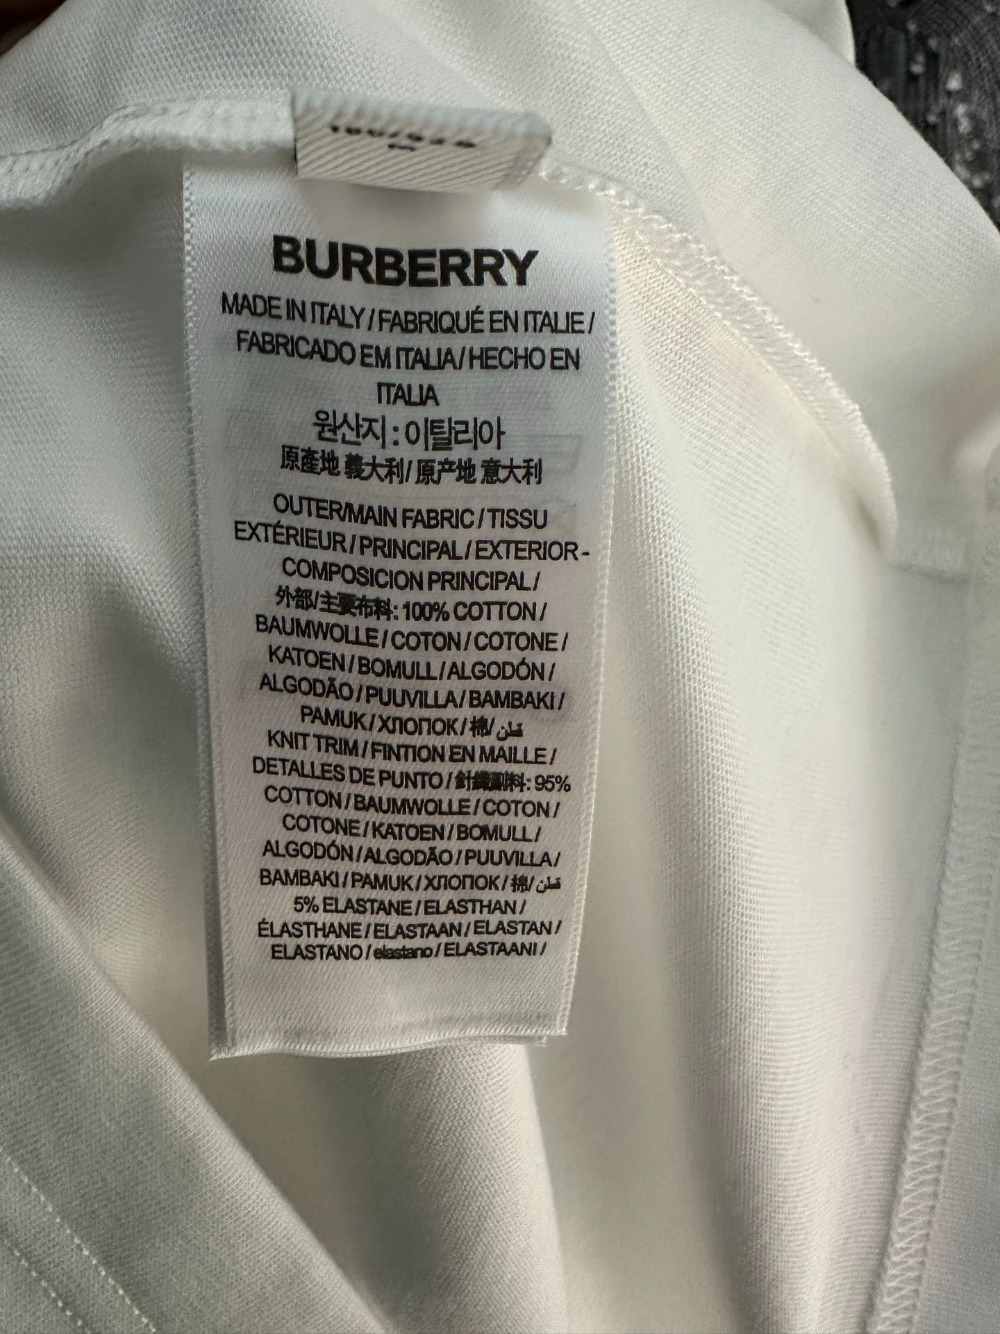 BURBERRY
MADE IN ITALY / FABRIQUÉ EN ITALIE /
FABRICADO EM ITALIA / HECHO EN
ITALIA
원산지 : 이탈리아
原產地 義大利 / 原产地 意大利
OUTER/MAIN FABRIC / TISSU
EXTÉRIEUR / PRINCIPAL / EXTERIOR -
COMPOSICION PRINCIPAL /
外部/主要布料: 100% COTTON /
BAUMWOLLE / COTON / COTONE /
KATOEN / BOMULL / ALGODÓN /
ALGODÃO / PUUVILLA / BAMBAKI /
PAMUK / ХЛОПОК / 棉/ قطن
KNIT TRIM / FINTION EN MAILLE /
DETALLES DE PUNTO / 針織副料: 95%
COTTON / BAUMWOLLE / COTON /
COTONE / KATOEN / BOMULL /
ALGODÓN / ALGODÃO / PUUVILLA /
BAMBAKI / PAMUK / ХЛОПОК / 棉/ قطن
5% ELASTANE / ELASTHAN /
ÉLASTHANE / ELASTAAN / ELASTAN /
ELASTANO / elastano / ELASTAANI /